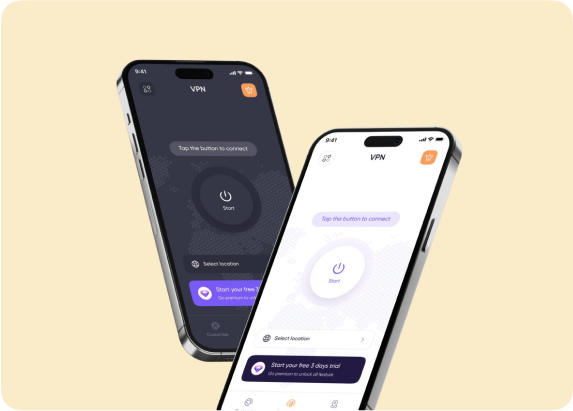 9:41
VPN
Tap the button to connect
Start
Select location
Start your free 3
Go premium to
9:41
VPN
Tap the button to connect
Start
Select location
Start your free 3 days trial
Go premium to unlock all feature